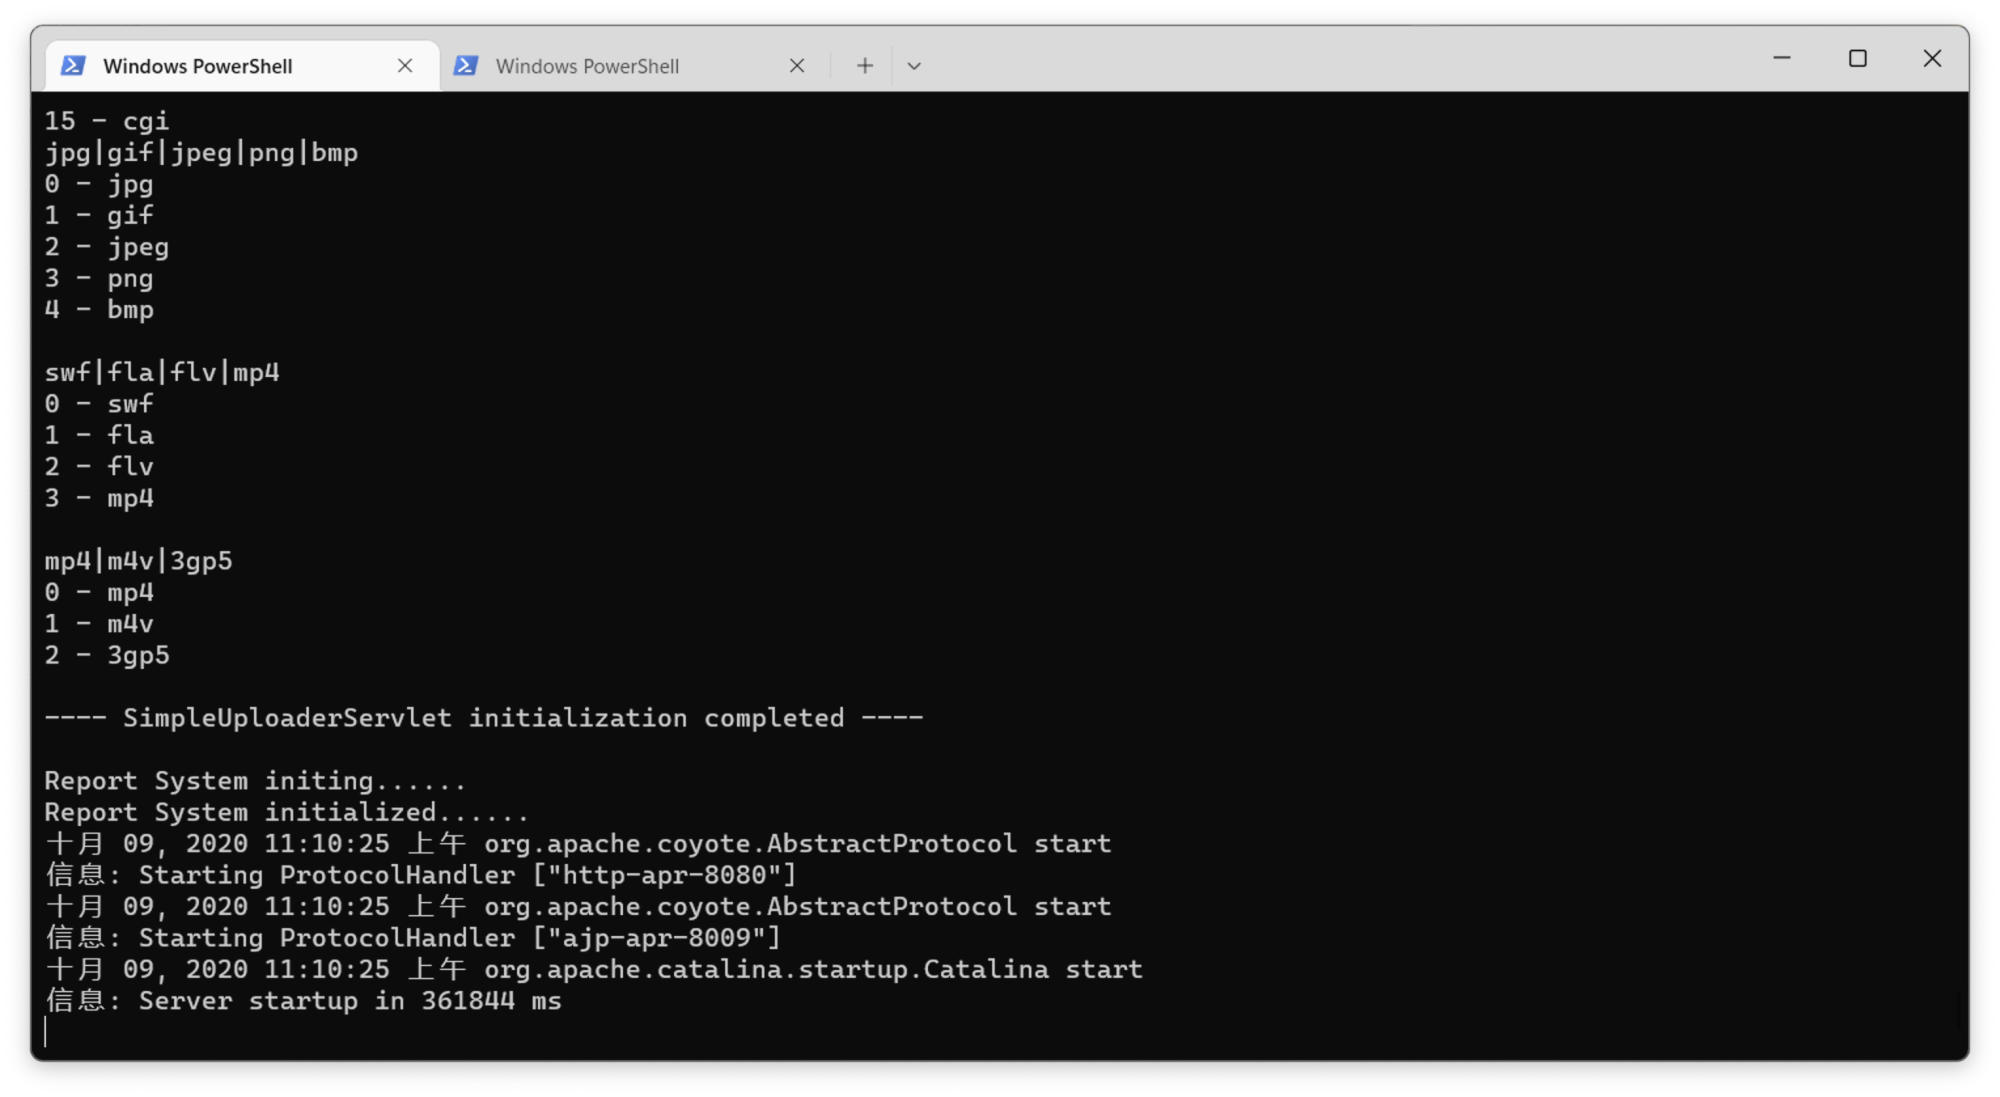 Windows PowerShell
Windows PowerShell
15 - cgi
jpg|gif|jpeg|png|bmp
0 - jpg
1 - gif
2 - jpeg
3 - png
4 - bmp
swf|fla|flv|mp4
0 - swf
1 - fla
2 - flv
3 - mp4
mp4|m4v|3gp5
0 - mp4
1 - m4v
2 - 3gp5
---- SimpleUploaderServlet initialization completed ----
Report System initing......
Report System initialized......
十月 09, 2020 11:10:25 上午 org.apache.coyote.AbstractProtocol start
信息: Starting ProtocolHandler ["http-apr-8080"]
十月 09, 2020 11:10:25 上午 org.apache.coyote.AbstractProtocol start
信息: Starting ProtocolHandler ["ajp-apr-8009"]
十月 09, 2020 11:10:25 上午 org.apache.catalina.startup.Catalina start
信息: Server startup in 361844 ms